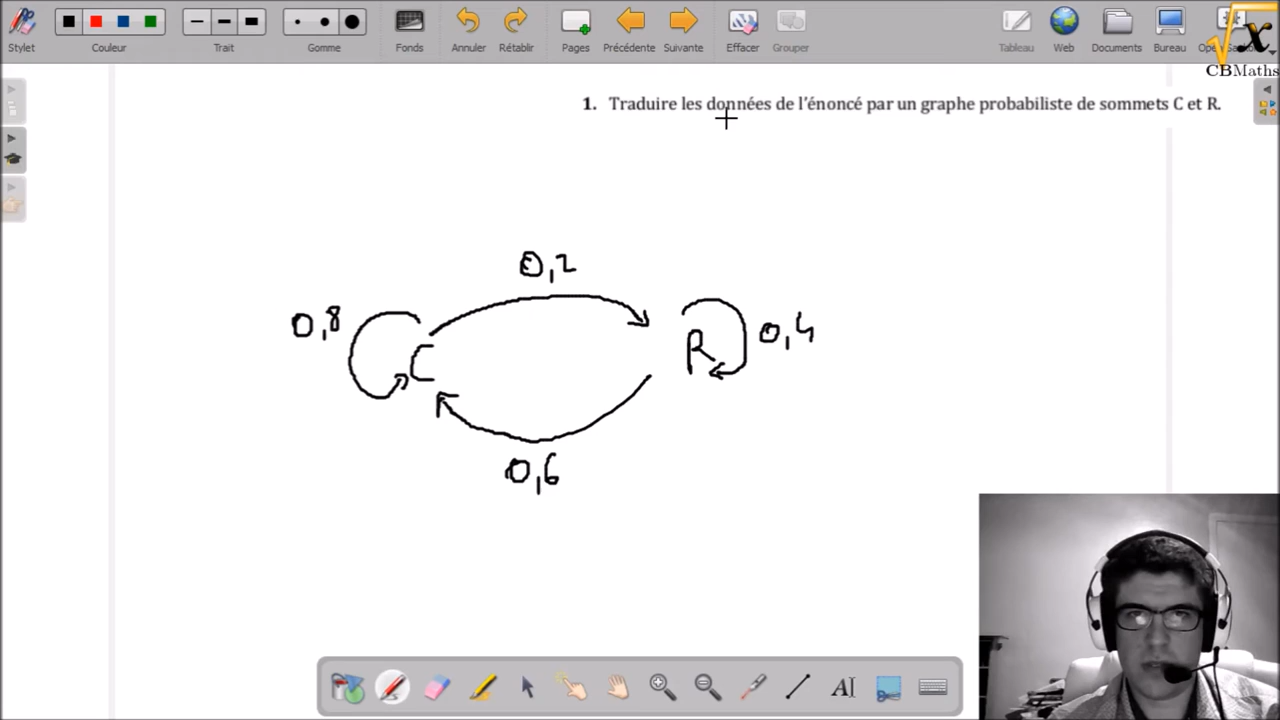 Stylet
Couleur
Trait
Gomme
Fonds
Annuler
Rétablir
Pages
Précédente
Suivante
Effacer
Grouper
Tableau
Web
Documents
Bureau
√x
CBMaths
1. Traduire les données de l'énoncé par un graphe probabiliste de sommets C et R.
0,2
0,8
C
R
0,4
0,6
AI